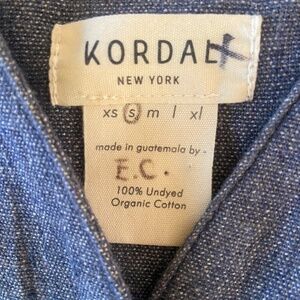 KORDAL
NEW YORK
xs s m l xl
made in guatemala by -
E.C.
100% Undyed
Organic Cotton